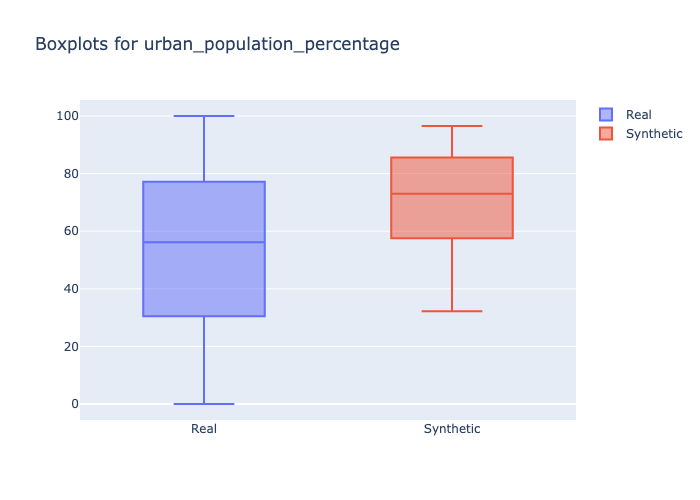 Boxplots for urban_population_percentage
Real
Synthetic
100
80
60
40
20
0
Real
Synthetic